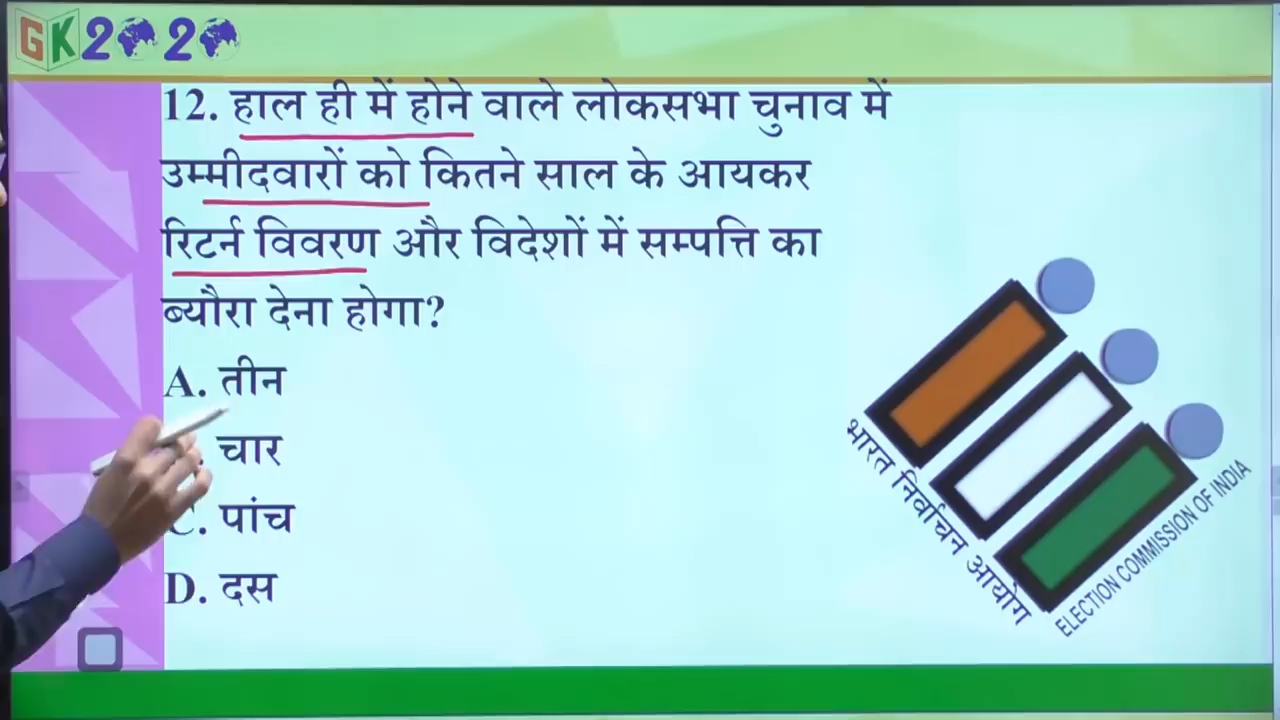 GK2020
12. हाल ही में होने वाले लोकसभा चुनाव में
उम्मीदवारों को कितने साल के आयकर
रिटर्न विवरण और विदेशों में सम्पत्ति का
ब्यौरा देना होगा?
A. तीन
चार
C. पांच
D. दस
भारत निर्वाचन आयोग
ELECTION COMMISSION OF INDIA